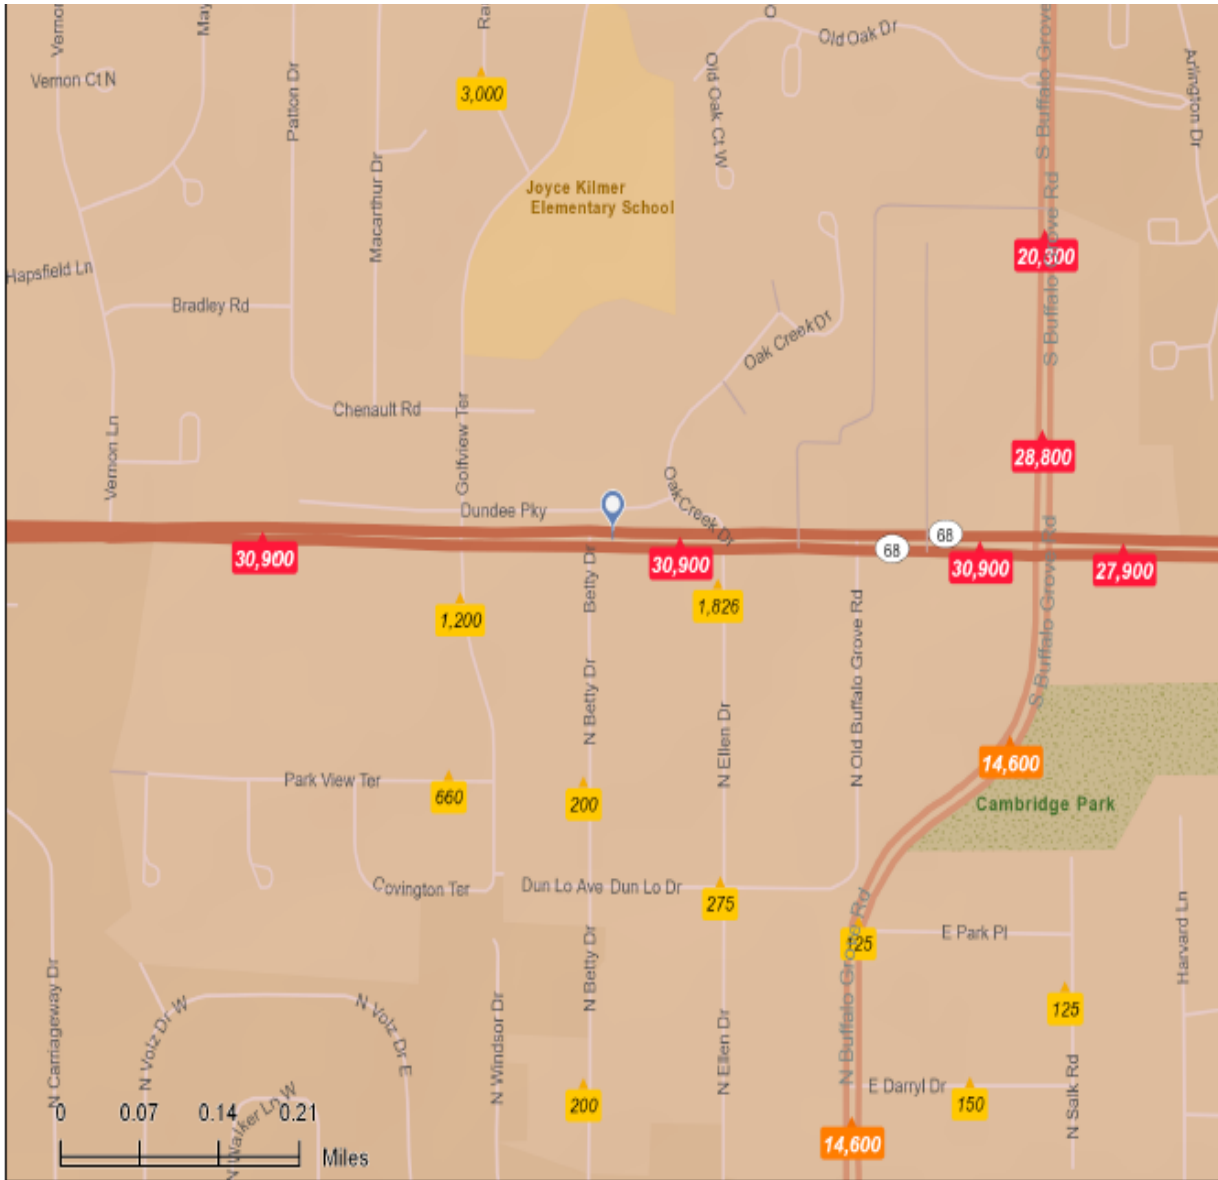 Vernon
May
Ra
O
Old Oak Dr
S Buffalo Grove
Vernon Ct N
Patton Dr
3,000
Old Oak Ct W
Arlington Dr
Macarthur Dr
Joyce Kilmer
Elementary School
S Buffalo Grove Rd
20,300
Hapsfield Ln
Bradley Rd
Oak Creek Dr
Chenault Rd
Golfview Ter
Vernon Ln
28,800
Dundee Pky
Oak Creek Dr
68
68
30,900
30,900
30,900
27,900
S Buffalo Grove Rd
Betty Dr
1,200
1,826
N Old Buffalo Grove Rd
N Betty Dr
N Ellen Dr
14,600
Park View Ter
660
200
Cambridge Park
Covington Ter
Dun Lo Ave
Dun Lo Dr
275
125
E Park Pl
Harvard Ln
N Betty Dr
N Buffalo Grove Rd
N Carriageway Dr
N Volz Dr W
N Volz Dr E
N Windsor Dr
N Ellen Dr
125
N Salk Rd
E Darryl Dr
150
200
N Walker Ln W
0 0.07 0.14 0.21
Miles
14,600